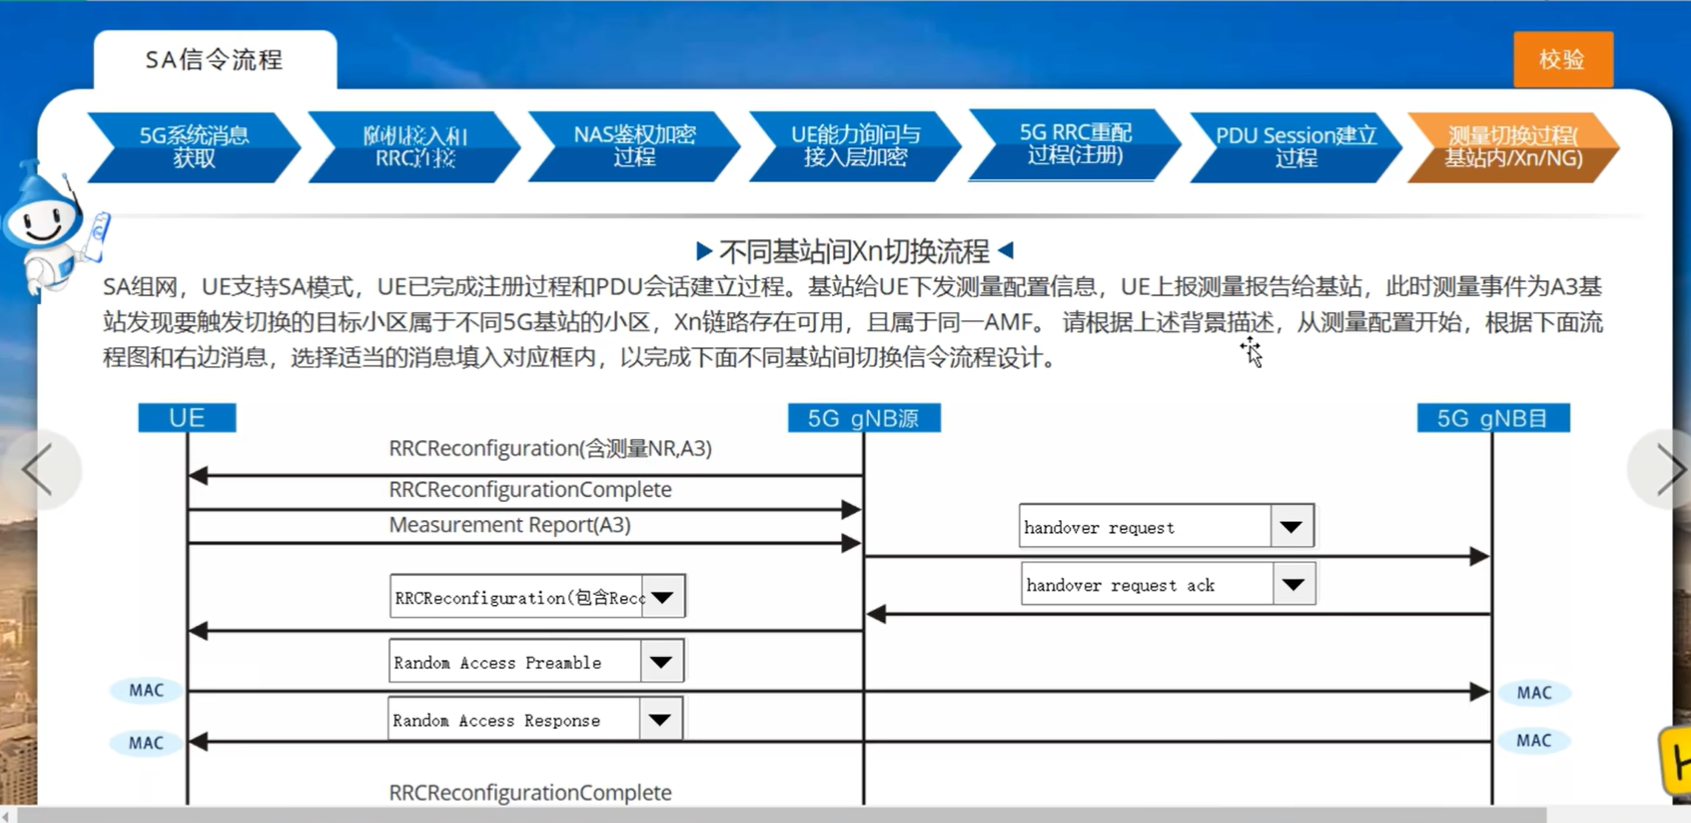 SA信令流程
校验
5G系统消息
获取
随机接入和
RRC连接
NAS鉴权加密
过程
UE能力询问与
接入层加密
5G RRC重配
过程(注册)
PDU Session建立
过程
测量切换过程(
基站内/Xn/NG)
不同基站间Xn切换流程
SA组网，UE支持SA模式，UE已完成注册过程和PDU会话建立过程。基站给UE下发测量配置信息，UE上报测量报告给基站，此时测量事件为A3基
站发现要触发切换的目标小区属于不同5G基站的小区，Xn链路存在可用，且属于同一AMF。 请根据上述背景描述，从测量配置开始，根据下面流
程图和右边消息，选择适当的消息填入对应框内，以完成下面不同基站间切换信令流程设计。
UE
5G gNB源
5G gNB目
RRCReconfiguration(含测量NR,A3)
RRCReconfigurationComplete
Measurement Report(A3)
handover request
handover request ack
RRCReconfiguration(包含Reco
Random Access Preamble
MAC
MAC
Random Access Response
MAC
MAC
RRCReconfigurationComplete